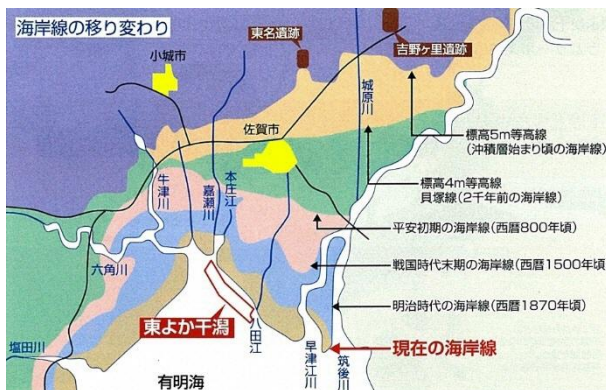 海岸線の移り変わり
東名遺跡
吉野ヶ里遺跡
小城市
城原川
佐賀市
標高5m等高線
(沖積層始まり頃の海岸線)
牛津川
嘉瀬川
本庄江
標高4m等高線
貝塚線(2千年前の海岸線)
平安初期の海岸線(西暦800年頃)
六角川
戦国時代末期の海岸線(西暦1500年頃)
東よか干潟
八田江
明治時代の海岸線(西暦1870年頃)
塩田川
早津江川
筑後川
現在の海岸線
有明海